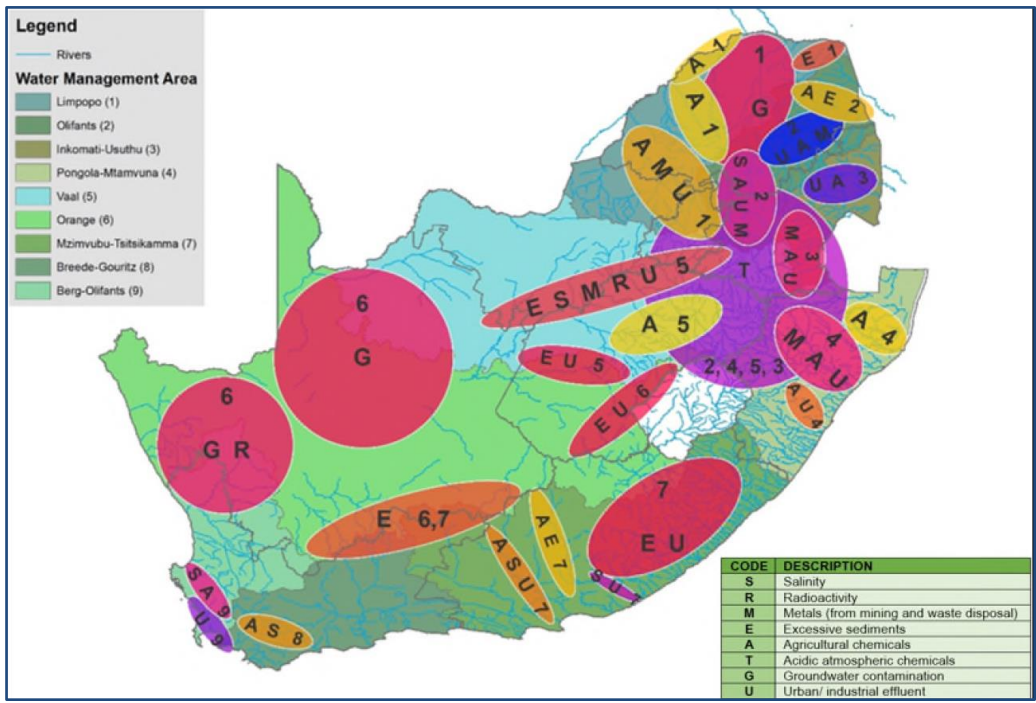 Legend
Rivers
Water Management Area
Limpopo (1)
Olifants (2)
Inkomati-Usuthu (3)
Pongola-Mtamvuna (4)
Vaal (5)
Orange (6)
Mzimvubu-Tsitsikamma (7)
Breede-Gouritz (8)
Berg-Olifants (9)
A 1
1
G
E 1
A 1
A E 2
2
U A M
A M U 1
2
S A U M
U A 3
3
M A U
T
E S M R U 5
A 5
2, 4, 5, 3
A 4
4
M A U
E U 5
E U 6
A U 4
6
G
6
G R
7
E U
E 6,7
A E 7
A S U 7
S U 7
S A 9
U 9
A S 8
CODE DESCRIPTION
S Salinity
R Radioactivity
M Metals (from mining and waste disposal)
E Excessive sediments
A Agricultural chemicals
T Acidic atmospheric chemicals
G Groundwater contamination
U Urban/ industrial effluent